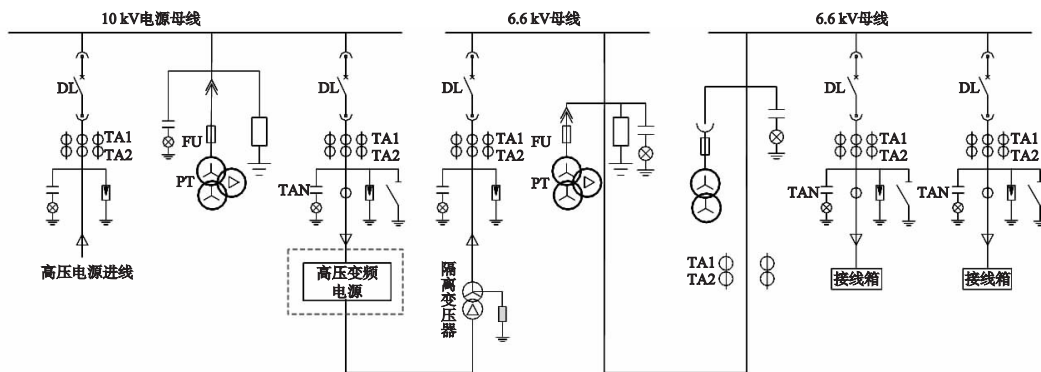 10 kV电源母线
6.6 kV母线
6.6 kV母线
DL
TA1
TA2
高压电源进线
FU
PT
DL
TA1
TA2
TAN
高压变频
电源
DL
TA1
TA2
隔离变压器
FU
PT
TA1
TA2
DL
TA1
TA2
TAN
接线箱
DL
TA1
TA2
TAN
接线箱